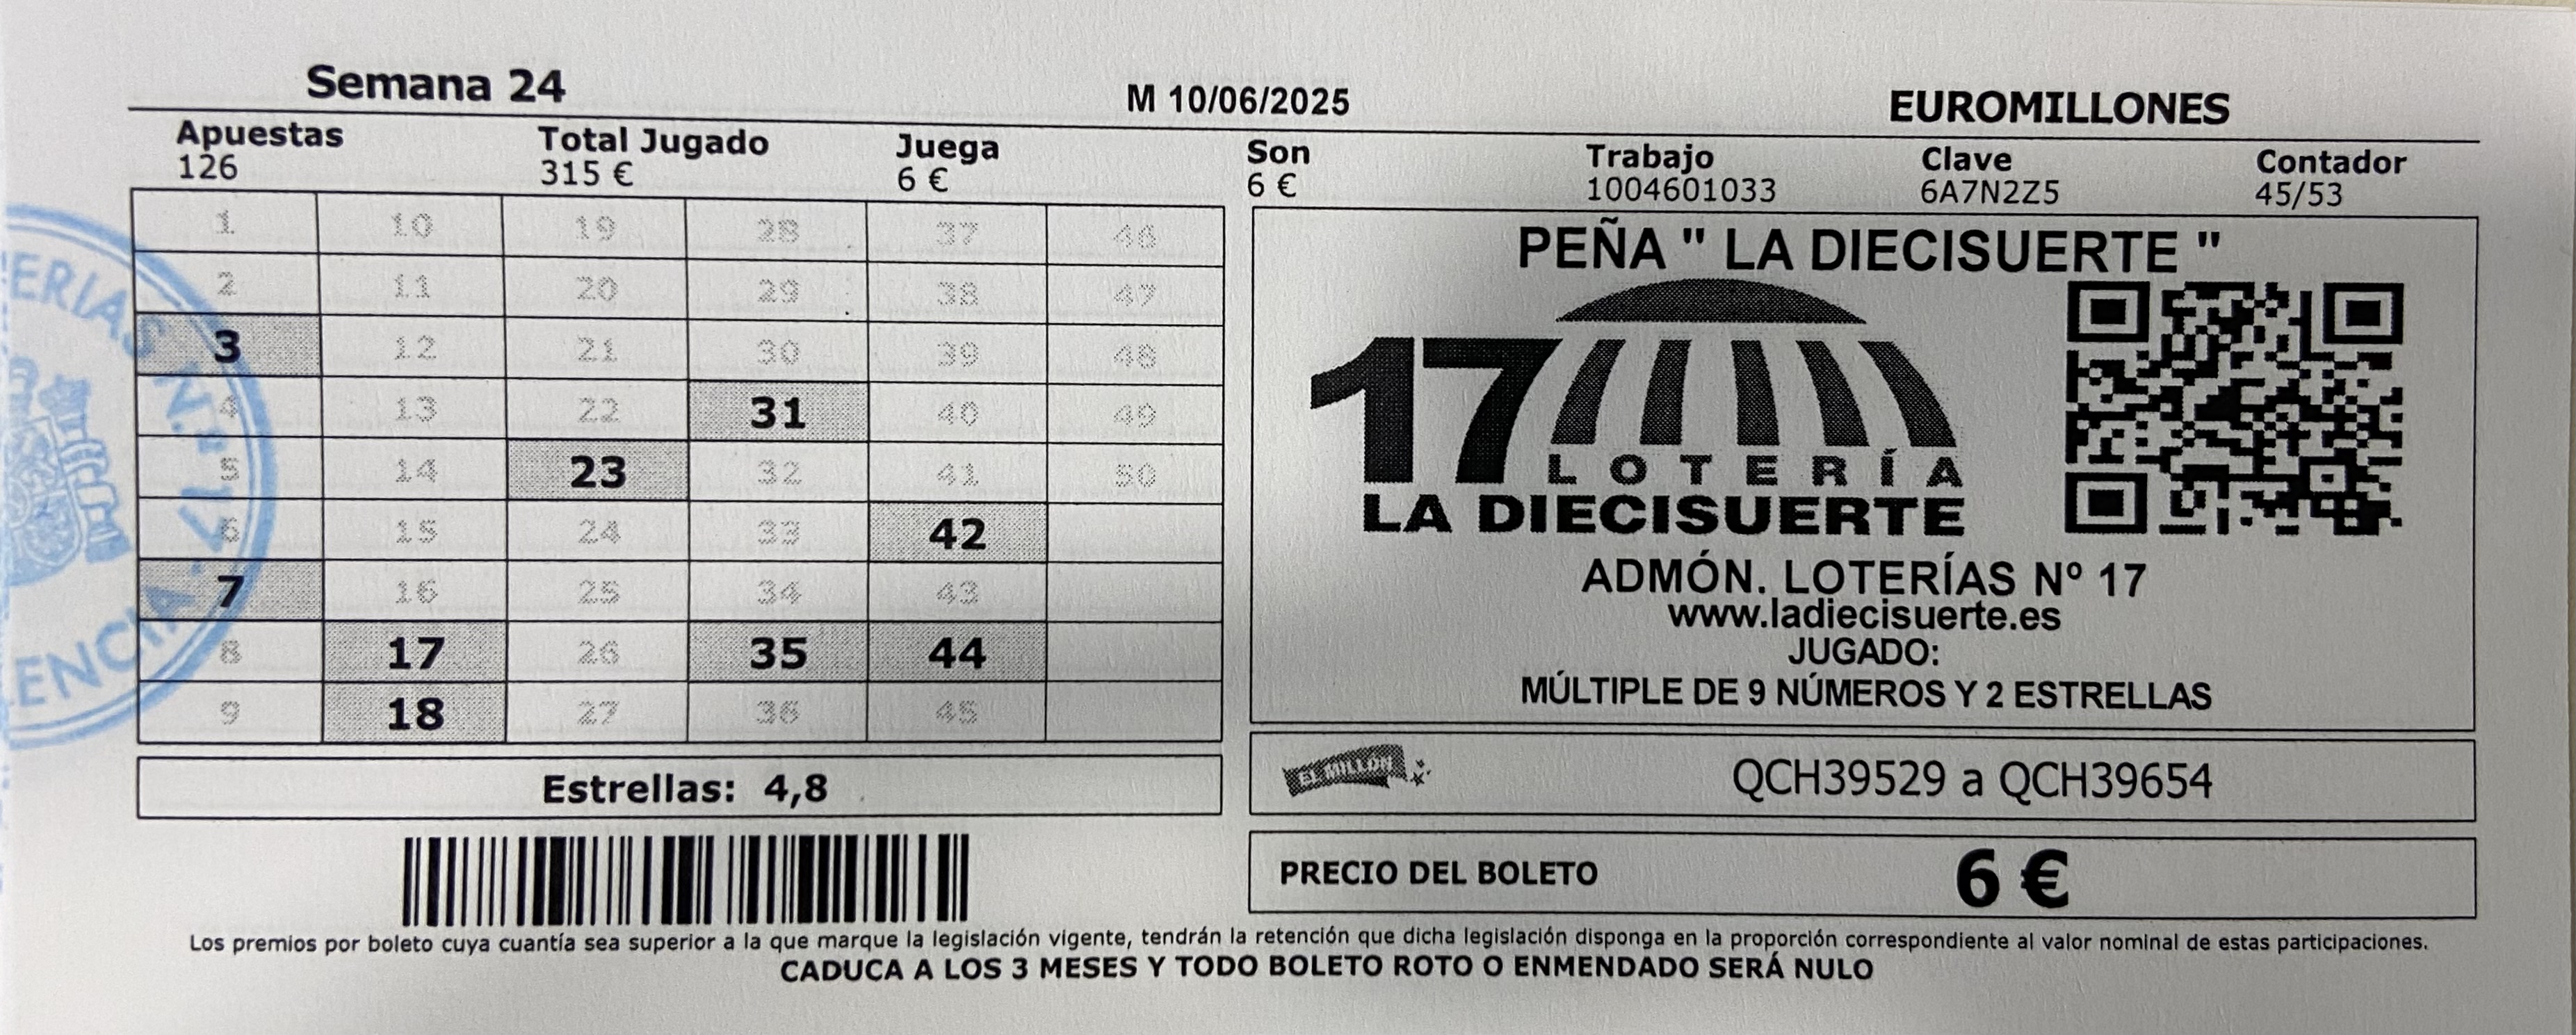 Semana 24 M 10/06/2025 EUROMILLONES
Apuestas Total Jugado Juega Son Trabajo Clave Contador
126 315 € 6 € 6 € 1004601033 6A7N2Z5 45/53
1 10 19 28 37 46
2 11 20 29 38 47
3 12 21 30 39 48
4 13 22 31 40 49
5 14 23 32 41 50
6 15 24 33 42
7 16 25 34 43
8 17 26 35 44
9 18 27 36 45
Estrellas: 4,8
PEÑA " LA DIECISUERTE "
17
LOTERÍA
LA DIECISUERTE
ADMÓN. LOTERÍAS Nº 17
www.ladiecisuerte.es
JUGADO:
MÚLTIPLE DE 9 NÚMEROS Y 2 ESTRELLAS
EL MILLÓN QCH39529 a QCH39654
PRECIO DEL BOLETO 6 €
Los premios por boleto cuya cuantía sea superior a la que marque la legislación vigente, tendrán la retención que dicha legislación disponga en la proporción correspondiente al valor nominal de estas participaciones.
CADUCA A LOS 3 MESES Y TODO BOLETO ROTO O ENMENDADO SERÁ NULO